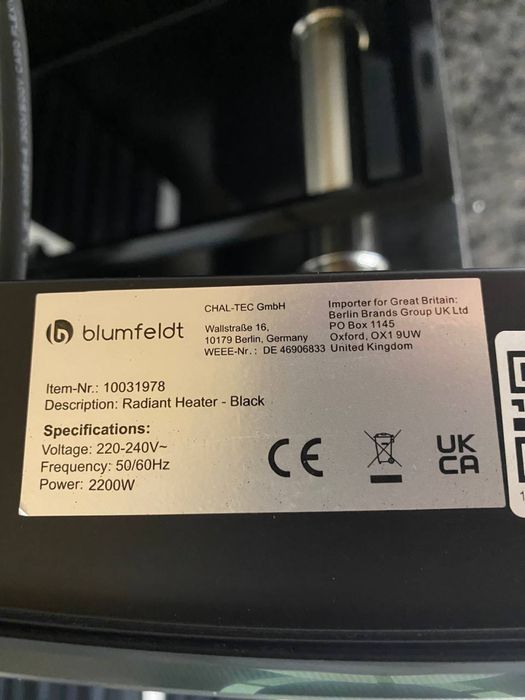 blumfeldt
CHAL-TEC GmbH
Wallstraße 16,
10179 Berlin, Germany
WEEE-Nr.: DE 46906833
Importer for Great Britain:
Berlin Brands Group UK Ltd
PO Box 1145
Oxford, OX1 9UW
United Kingdom
Item-Nr.: 10031978
Description: Radiant Heater - Black
Specifications:
Voltage: 220-240V~
Frequency: 50/60Hz
Power: 2200W
CE
UK
CA